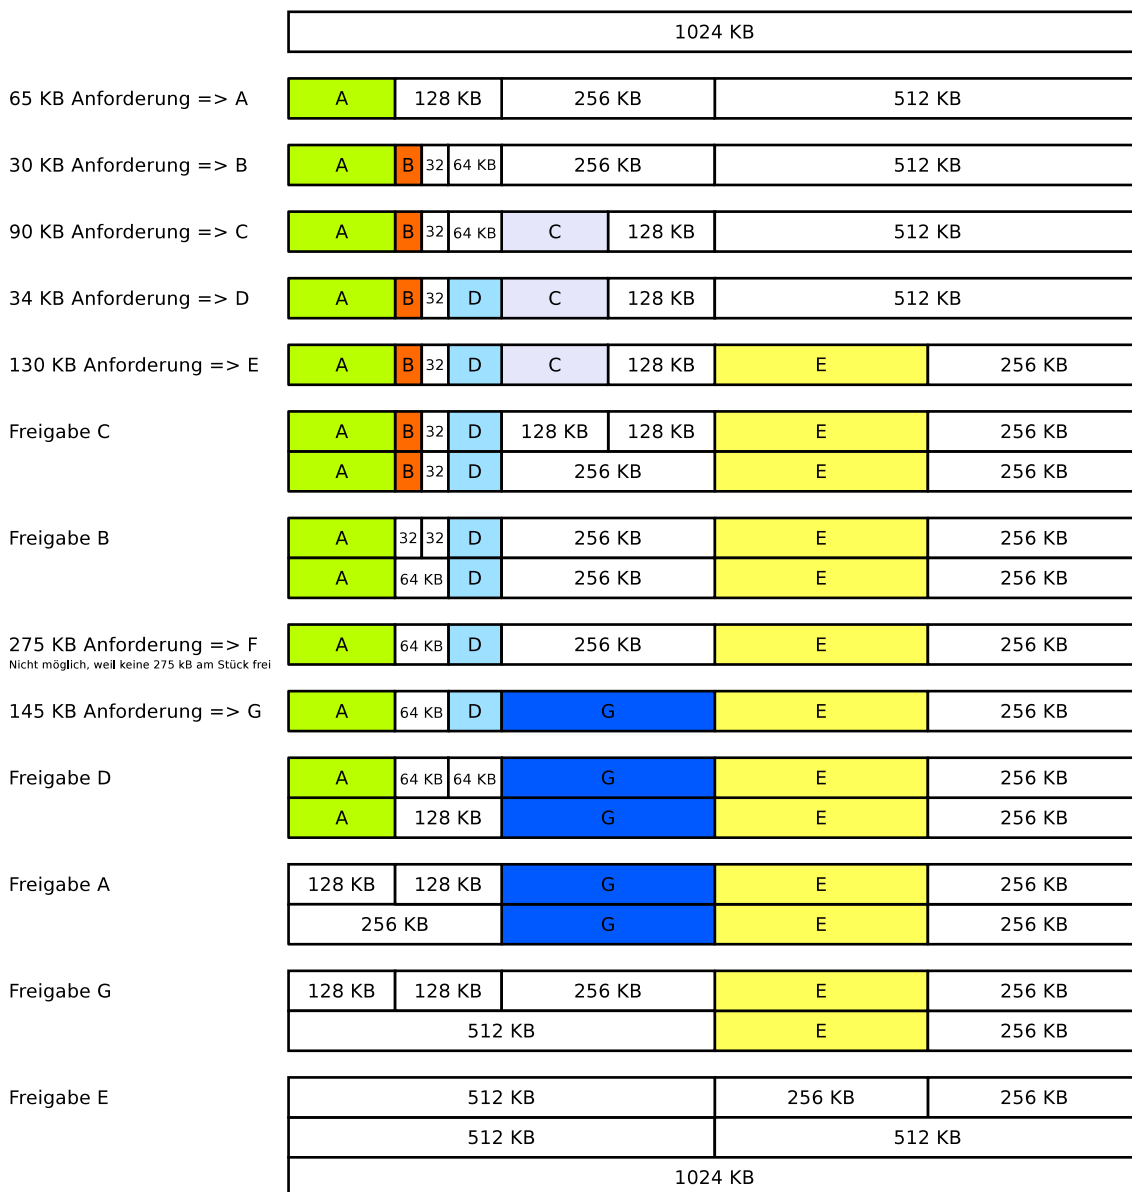 1024 KB
65 KB Anforderung => A A 128 KB 256 KB 512 KB
30 KB Anforderung => B A B 32 64 KB 256 KB 512 KB
90 KB Anforderung => C A B 32 64 KB C 128 KB 512 KB
34 KB Anforderung => D A B 32 D C 128 KB 512 KB
130 KB Anforderung => E A B 32 D C 128 KB E 256 KB
Freigabe C A B 32 D 128 KB 128 KB E 256 KB
A B 32 D 256 KB E 256 KB
Freigabe B A 32 32 D 256 KB E 256 KB
A 64 KB D 256 KB E 256 KB
275 KB Anforderung => F A 64 KB D 256 KB E 256 KB
Nicht möglich, weil keine 275 kB am Stück frei
145 KB Anforderung => G A 64 KB D G E 256 KB
Freigabe D A 64 KB 64 KB G E 256 KB
A 128 KB G E 256 KB
Freigabe A 128 KB 128 KB G E 256 KB
256 KB G E 256 KB
Freigabe G 128 KB 128 KB 256 KB E 256 KB
512 KB E 256 KB
Freigabe E 512 KB 256 KB 256 KB
512 KB 512 KB
1024 KB